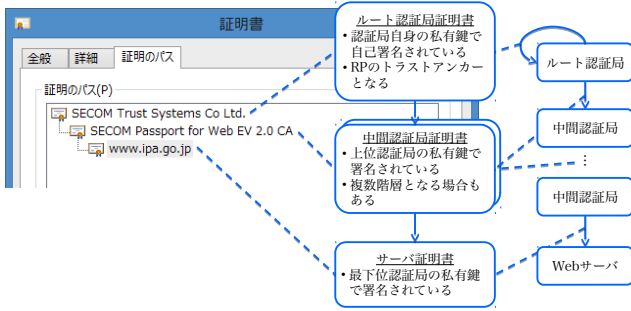 証明書
全般
詳細
証明のパス
証明のパス(P)
SECOM Trust Systems Co Ltd.
SECOM Passport for Web EV 2.0 CA
www.ipa.go.jp
ルート認証局証明書
・認証局自身の私有鍵で
自己署名されている
・RPのトラストアンカー
となる
中間認証局証明書
・上位認証局の私有鍵で
署名されている
・複数階層となる場合も
ある
サーバ証明書
・最下位認証局の私有鍵
で署名されている
ルート認証局
中間認証局
⋮
中間認証局
Webサーバ